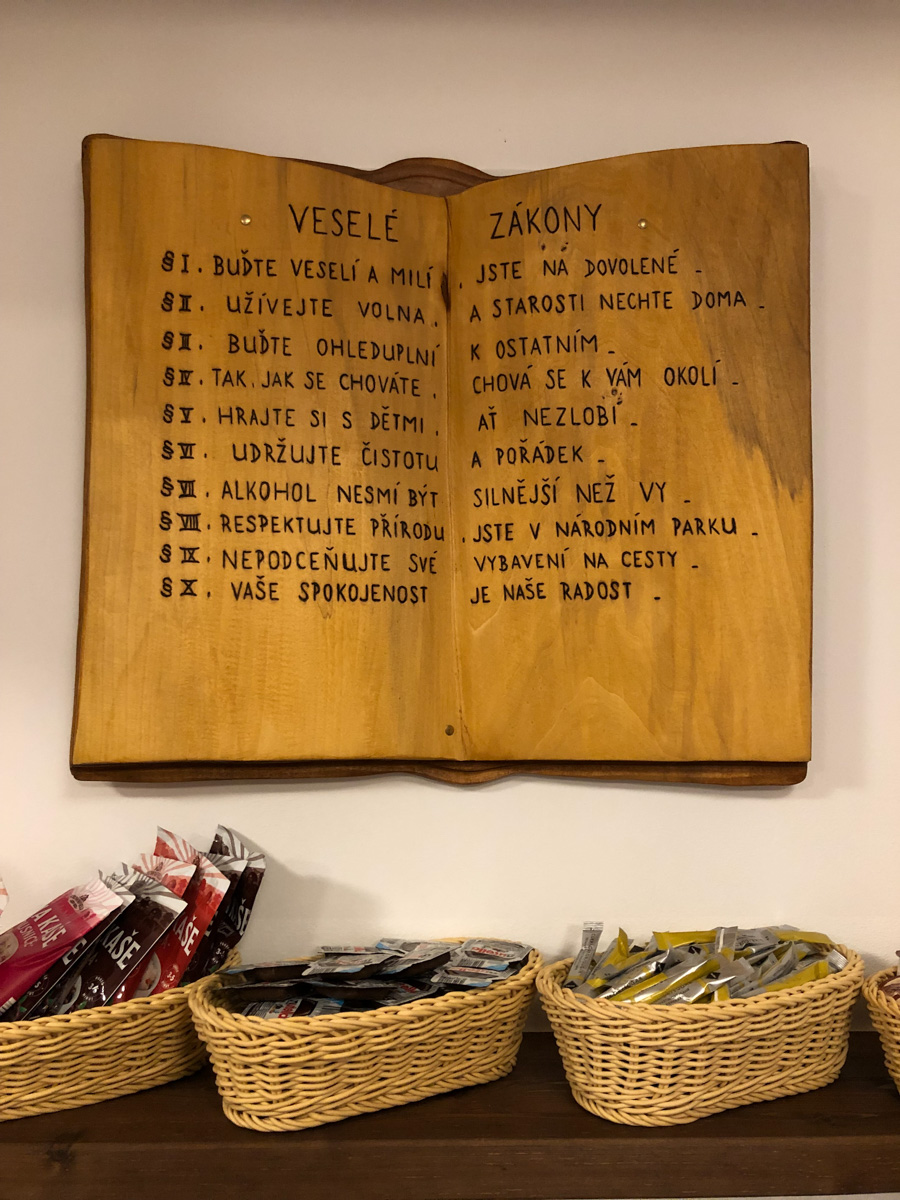 VESELÉ ZÁKONY
§ I. BUĎTE VESELÍ A MILÍ, JSTE NA DOVOLENÉ -
§ II. UŽÍVEJTE VOLNA, A STAROSTI NECHTE DOMA -
§ II. BUĎTE OHLEDUPLNÍ K OSTATNÍM -
§ IV. TAK, JAK SE CHOVÁTE, CHOVÁ SE K VÁM OKOLÍ -
§ V. HRAJTE SI S DĚTMI, AŤ NEZLOBÍ -
§ VI. UDRŽUJTE ČISTOTU A POŘÁDEK -
§ VII. ALKOHOL NESMÍ BÝT SILNĚJŠÍ NEŽ VY -
§ VIII. RESPEKTUJTE PŘÍRODU, JSTE V NÁRODNÍM PARKU -
§ IX. NEPODCEŇUJTE SVÉ VYBAVENÍ NA CESTY -
§ X. VAŠE SPOKOJENOST JE NAŠE RADOST -
KAŠE
KAŠE
KAŠE